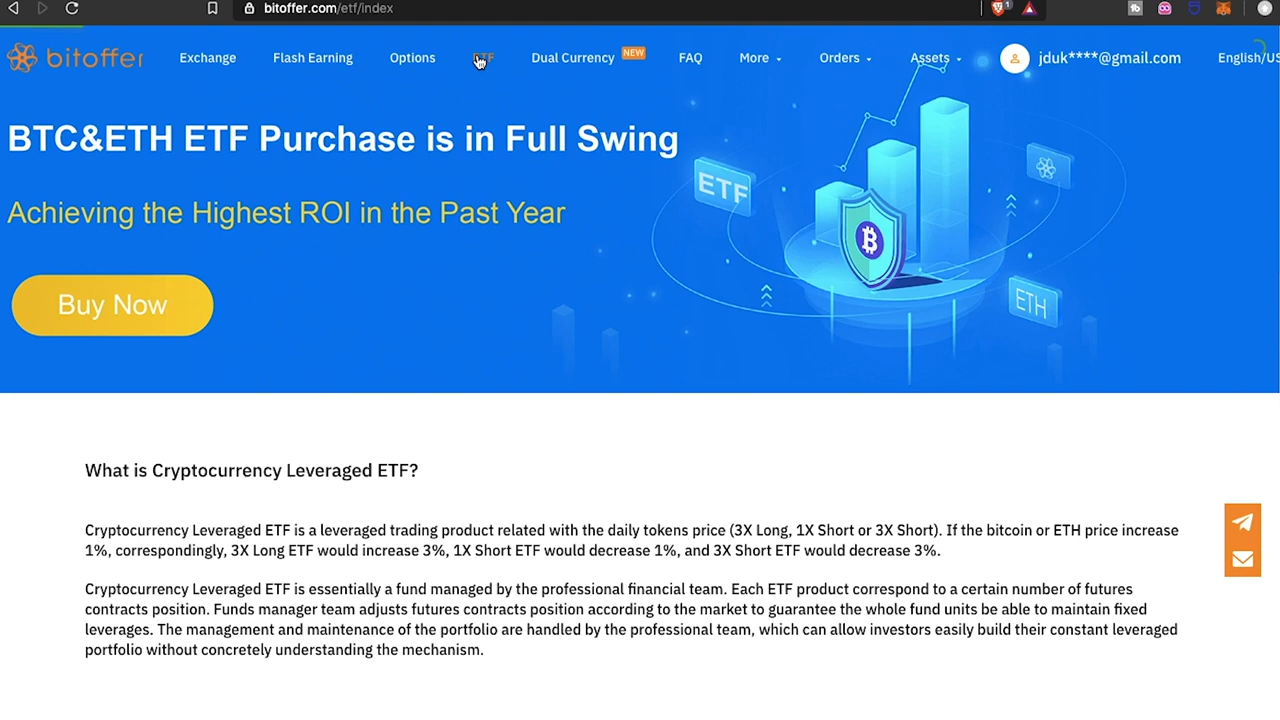 bitoffer.com/etf/index
1
bitoffer
Exchange
Flash Earning
Options
ETF
Dual Currency
NEW
FAQ
More
Orders
Assets
jduk****@gmail.com
English/US
BTC&ETH ETF Purchase is in Full Swing
Achieving the Highest ROI in the Past Year
Buy Now
ETF
ETH
What is Cryptocurrency Leveraged ETF?
Cryptocurrency Leveraged ETF is a leveraged trading product related with the daily tokens price (3X Long, 1X Short or 3X Short). If the bitcoin or ETH price increase
1%, correspondingly, 3X Long ETF would increase 3%, 1X Short ETF would decrease 1%, and 3X Short ETF would decrease 3%.
Cryptocurrency Leveraged ETF is essentially a fund managed by the professional financial team. Each ETF product correspond to a certain number of futures
contracts position. Funds manager team adjusts futures contracts position according to the market to guarantee the whole fund units be able to maintain fixed
leverages. The management and maintenance of the portfolio are handled by the professional team, which can allow investors easily build their constant leveraged
portfolio without concretely understanding the mechanism.